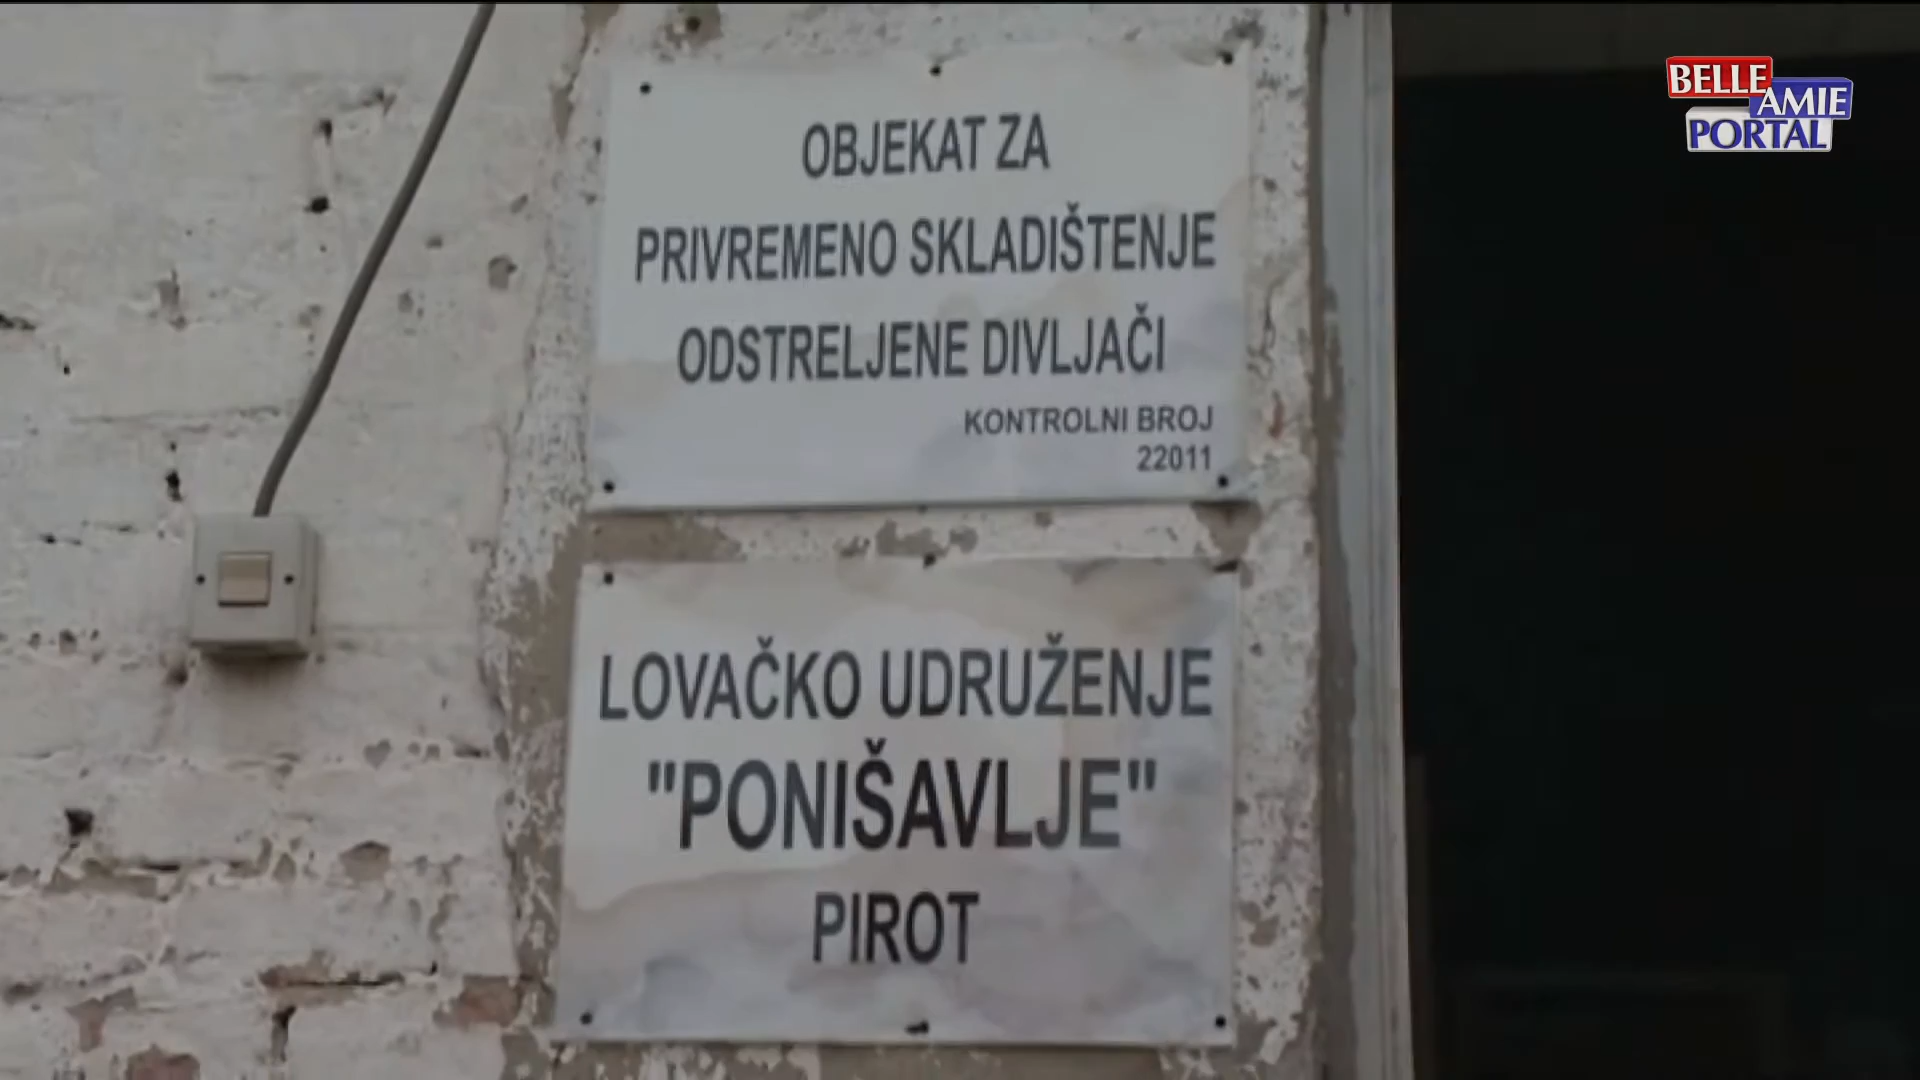 BELLE
AMIE
PORTAL
OBJEKAT ZA
PRIVREMENO SKLADIŠTENJE
ODSTRELJENE DIVLJAČI
KONTROLNI BROJ
22011
LOVAČKO UDRUŽENJE
"PONIŠAVLJE"
PIROT